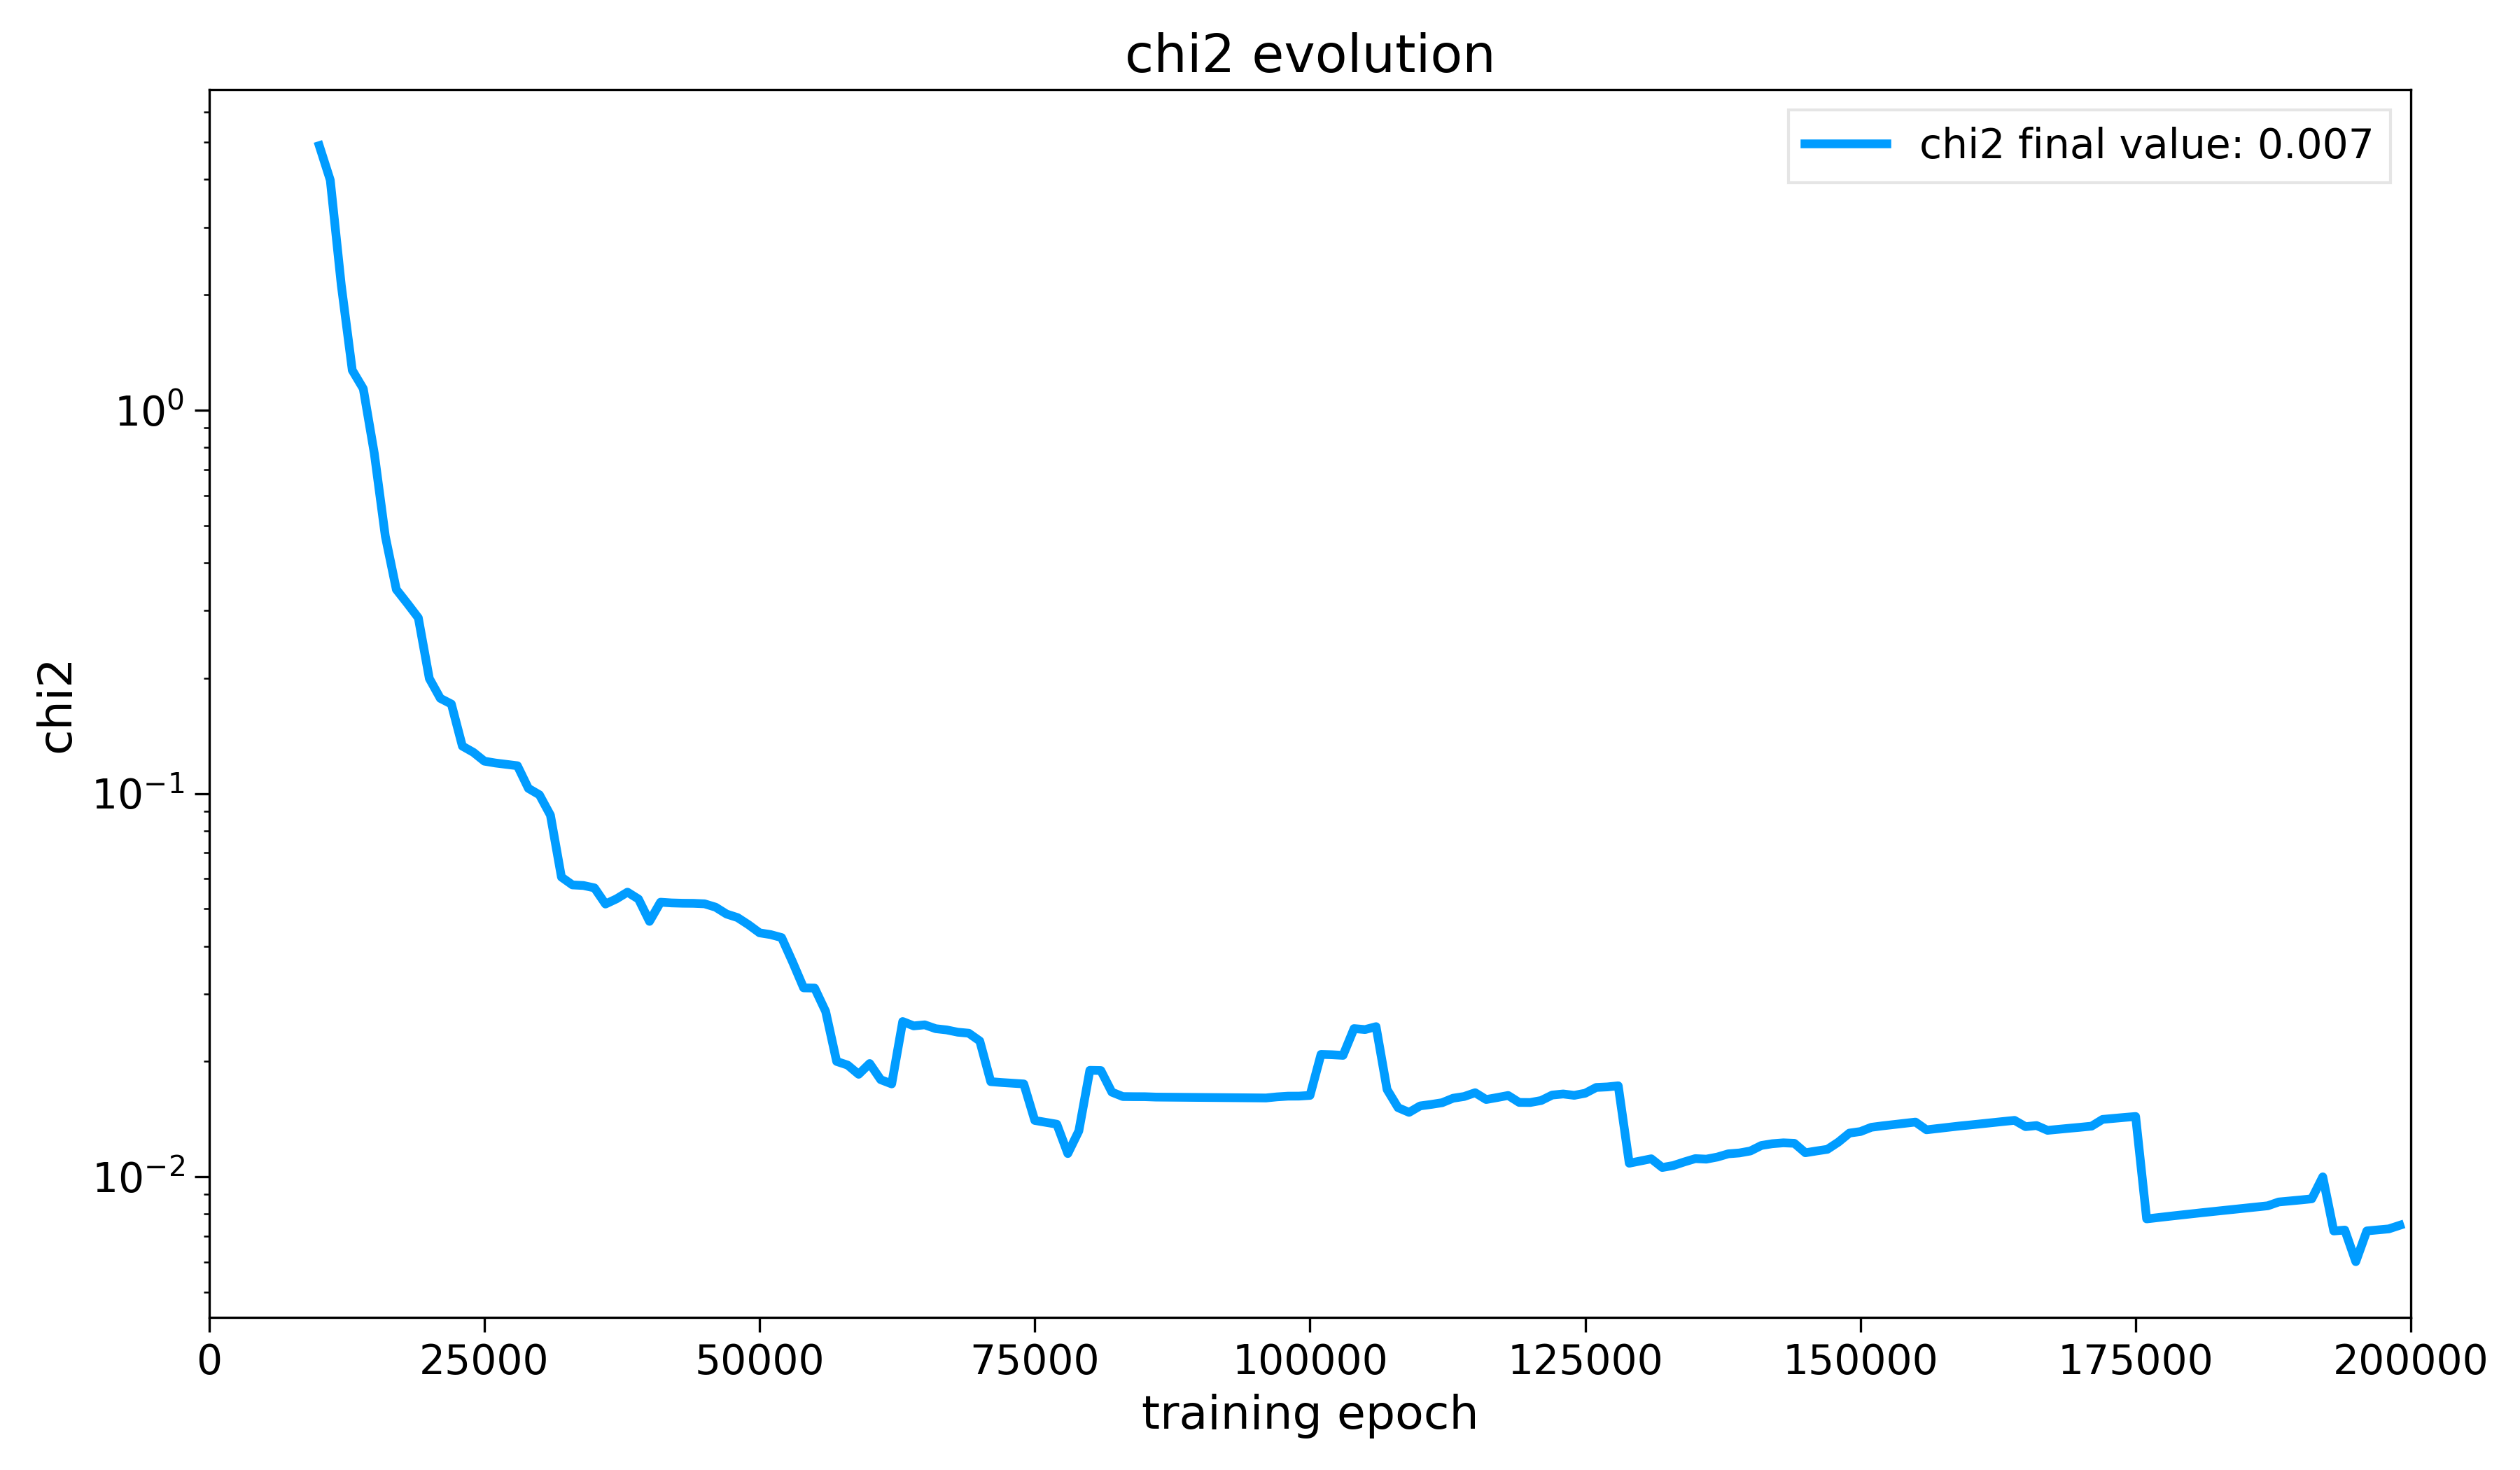 chi2 evolution
chi2 final value: 0.007
chi2
10⁰
10⁻¹
10⁻²
0 25000 50000 75000 100000 125000 150000 175000 200000
training epoch